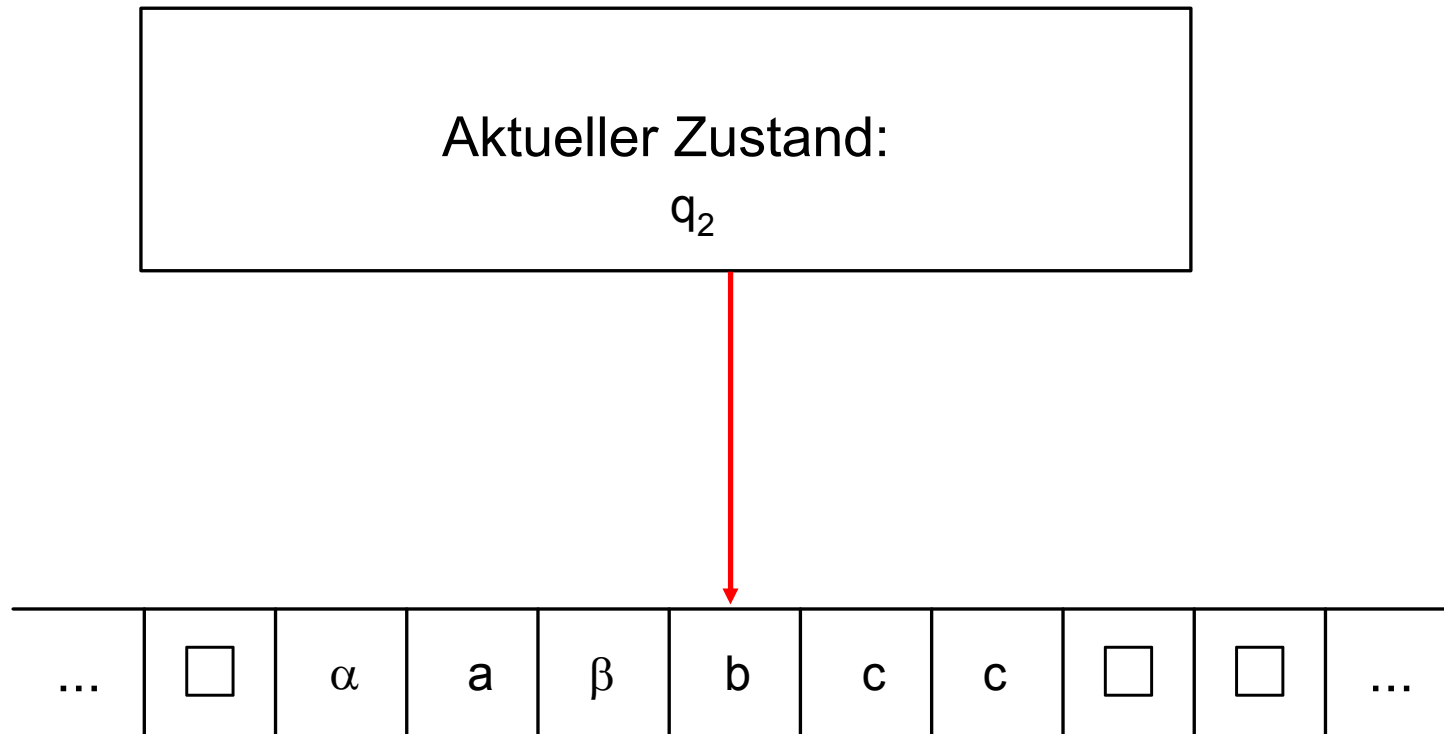 Aktueller Zustand:
q₂
... □ α a β b c c □ □ ...